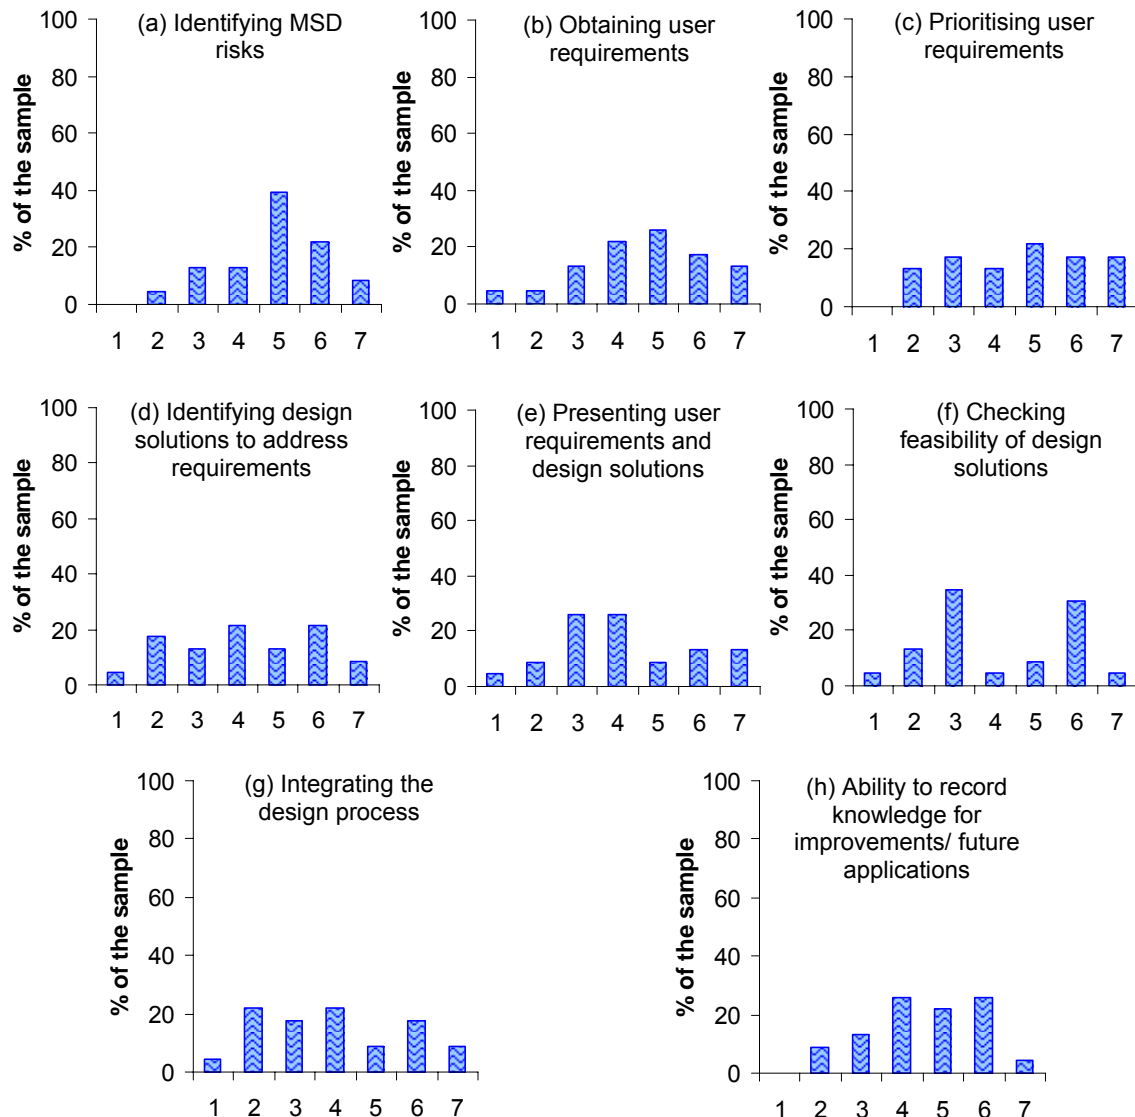 (a) Identifying MSD
risks
% of the sample
100
80
60
40
20
0
1 2 3 4 5 6 7
(b) Obtaining user
requirements
% of the sample
100
80
60
40
20
0
1 2 3 4 5 6 7
(c) Prioritising user
requirements
% of the sample
100
80
60
40
20
0
1 2 3 4 5 6 7
(d) Identifying design
solutions to address
requirements
% of the sample
100
80
60
40
20
0
1 2 3 4 5 6 7
(e) Presenting user
requirements and
design solutions
% of the sample
100
80
60
40
20
0
1 2 3 4 5 6 7
(f) Checking
feasibility of design
solutions
% of the sample
100
80
60
40
20
0
1 2 3 4 5 6 7
(g) Integrating the
design process
% of the sample
100
80
60
40
20
0
1 2 3 4 5 6 7
(h) Ability to record
knowledge for
improvements/ future
applications
% of the sample
100
80
60
40
20
0
1 2 3 4 5 6 7